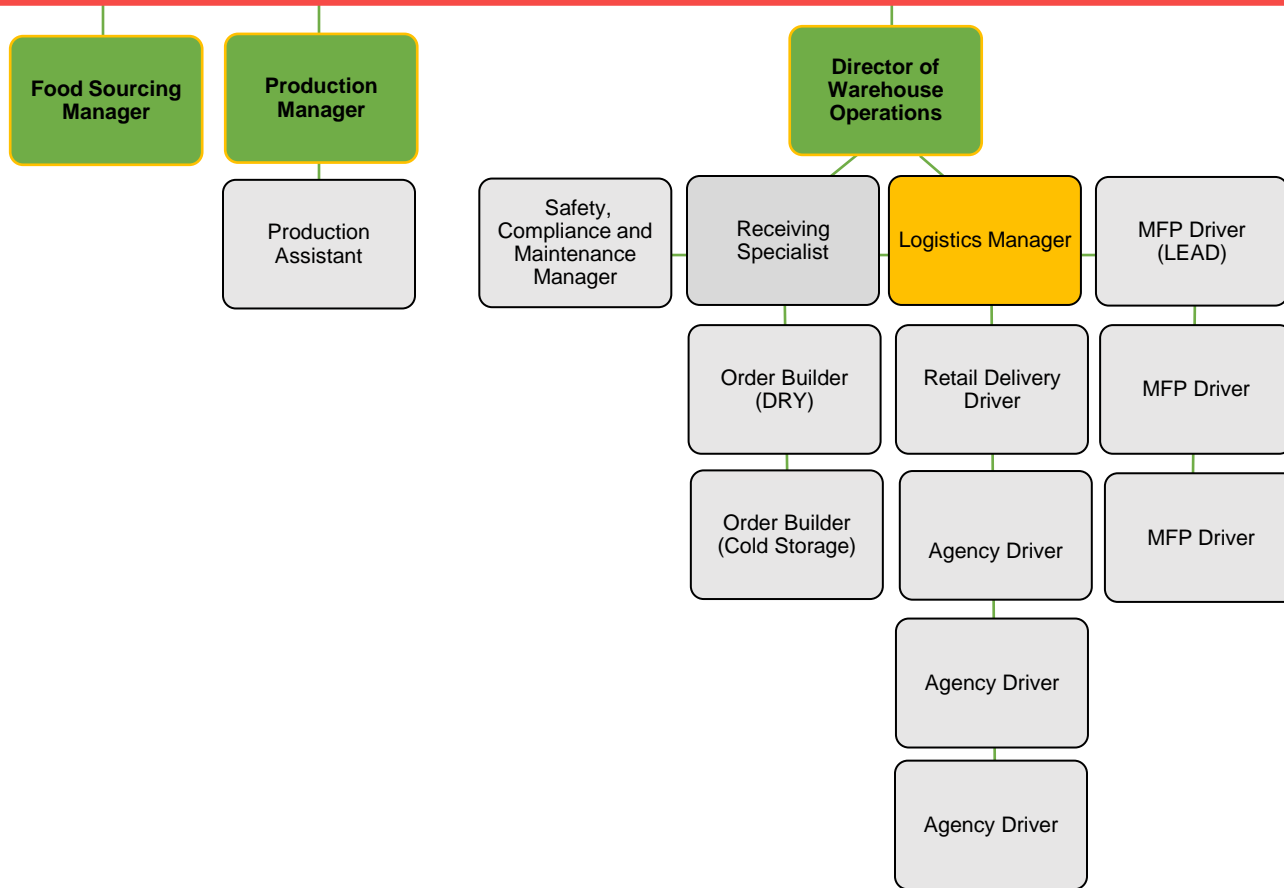 Food Sourcing
Manager
Production
Manager
Director of
Warehouse
Operations
Production
Assistant
Safety,
Compliance and
Maintenance
Manager
Receiving
Specialist
Logistics Manager
MFP Driver
(LEAD)
Order Builder
(DRY)
Retail Delivery
Driver
MFP Driver
Order Builder
(Cold Storage)
Agency Driver
MFP Driver
Agency Driver
Agency Driver